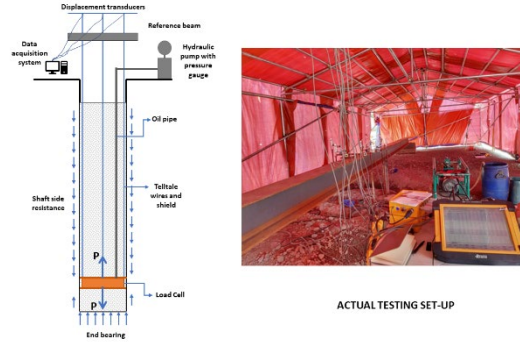 Displacement transducers
Reference beam
Data
acquisition
system
Hydraulic
pump with
pressure
gauge
Oil pipe
Shaft side
resistance
Telltale
wires and
shield
P
Load Cell
P
End bearing
ACTUAL TESTING SET-UP